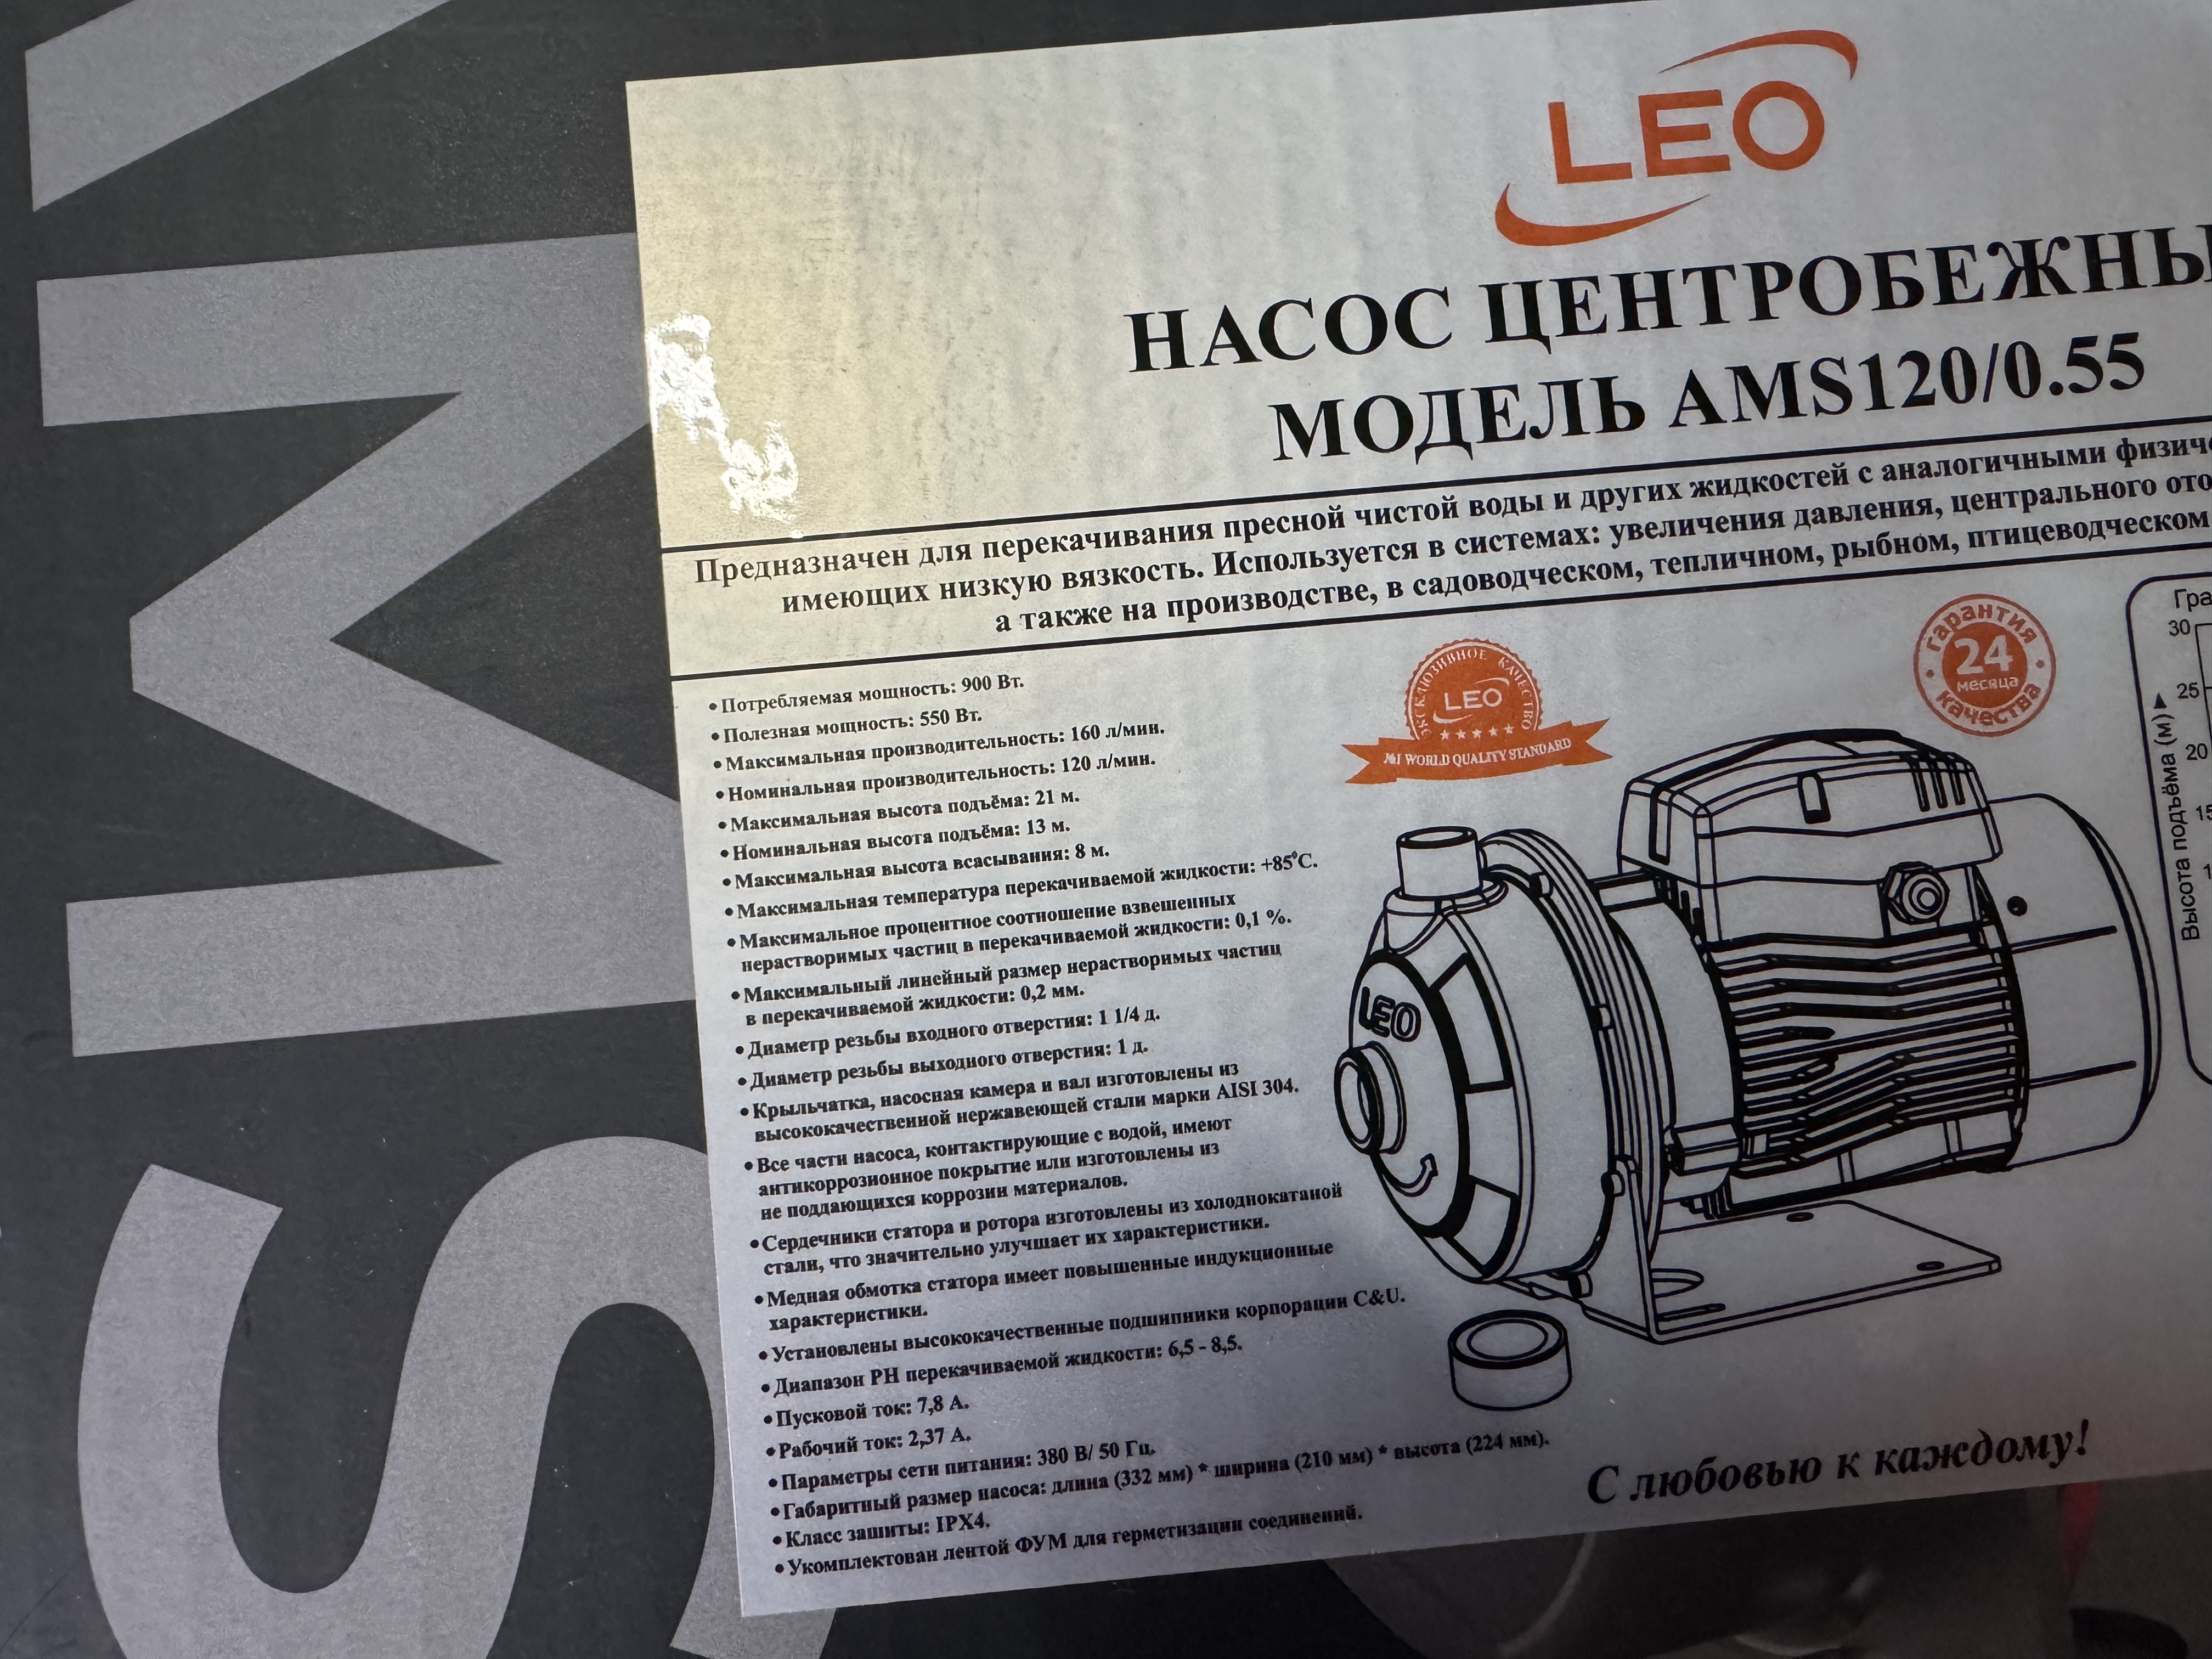 LEO
НАСОС ЦЕНТРОБЕЖНЫ
МОДЕЛЬ AMS120/0.55
Предназначен для перекачивания пресной чистой воды и других жидкостей с аналогичными физиче
имеющих низкую вязкость. Используется в системах: увеличения давления, центрального ото
а также на производстве, в садоводческом, тепличном, рыбном, птицеводческом
• Потребляемая мощность: 900 Вт.
• Полезная мощность: 550 Вт.
• Максимальная производительность: 160 л/мин.
• Номинальная производительность: 120 л/мин.
• Максимальная высота подъёма: 21 м.
• Номинальная высота подъёма: 13 м.
• Максимальная высота всасывания: 8 м.
• Максимальная температура перекачиваемой жидкости: +85°С.
• Максимальное процентное соотношение взвешенных
нерастворимых частиц в перекачиваемой жидкости: 0,1 %.
• Максимальный линейный размер нерастворимых частиц
в перекачиваемой жидкости: 0,2 мм.
• Диаметр резьбы входного отверстия: 1 1/4 д.
• Диаметр резьбы выходного отверстия: 1 д.
• Крыльчатка, насосная камера и вал изготовлены из
высококачественной нержавеющей стали марки AISI 304.
• Все части насоса, контактирующие с водой, имеют
антикоррозионное покрытие или изготовлены из
не поддающихся коррозии материалов.
• Сердечники статора и ротора изготовлены из холоднокатаной
стали, что значительно улучшает их характеристики.
• Медная обмотка статора имеет повышенные индукционные
характеристики.
• Установлены высококачественные подшипники корпорации C&U.
• Диапазон PH перекачиваемой жидкости: 6,5 - 8,5.
• Пусковой ток: 7,8 А.
• Рабочий ток: 2,37 А.
• Параметры сети питания: 380 В/ 50 Гц.
• Габаритный размер насоса: длина (332 мм) * ширина (210 мм) * высота (224 мм).
• Класс защиты: IPX4.
• Укомплектован лентой ФУМ для герметизации соединений.
ЭКСКЛЮЗИВНОЕ КАЧЕСТВО
LEO
№1 WORLD QUALITY STANDARD
гарантия
24
месяца
качества
LEO
Гра
30
25
20
15
1
Высота подъёма (м)
С любовью к каждому!
SM